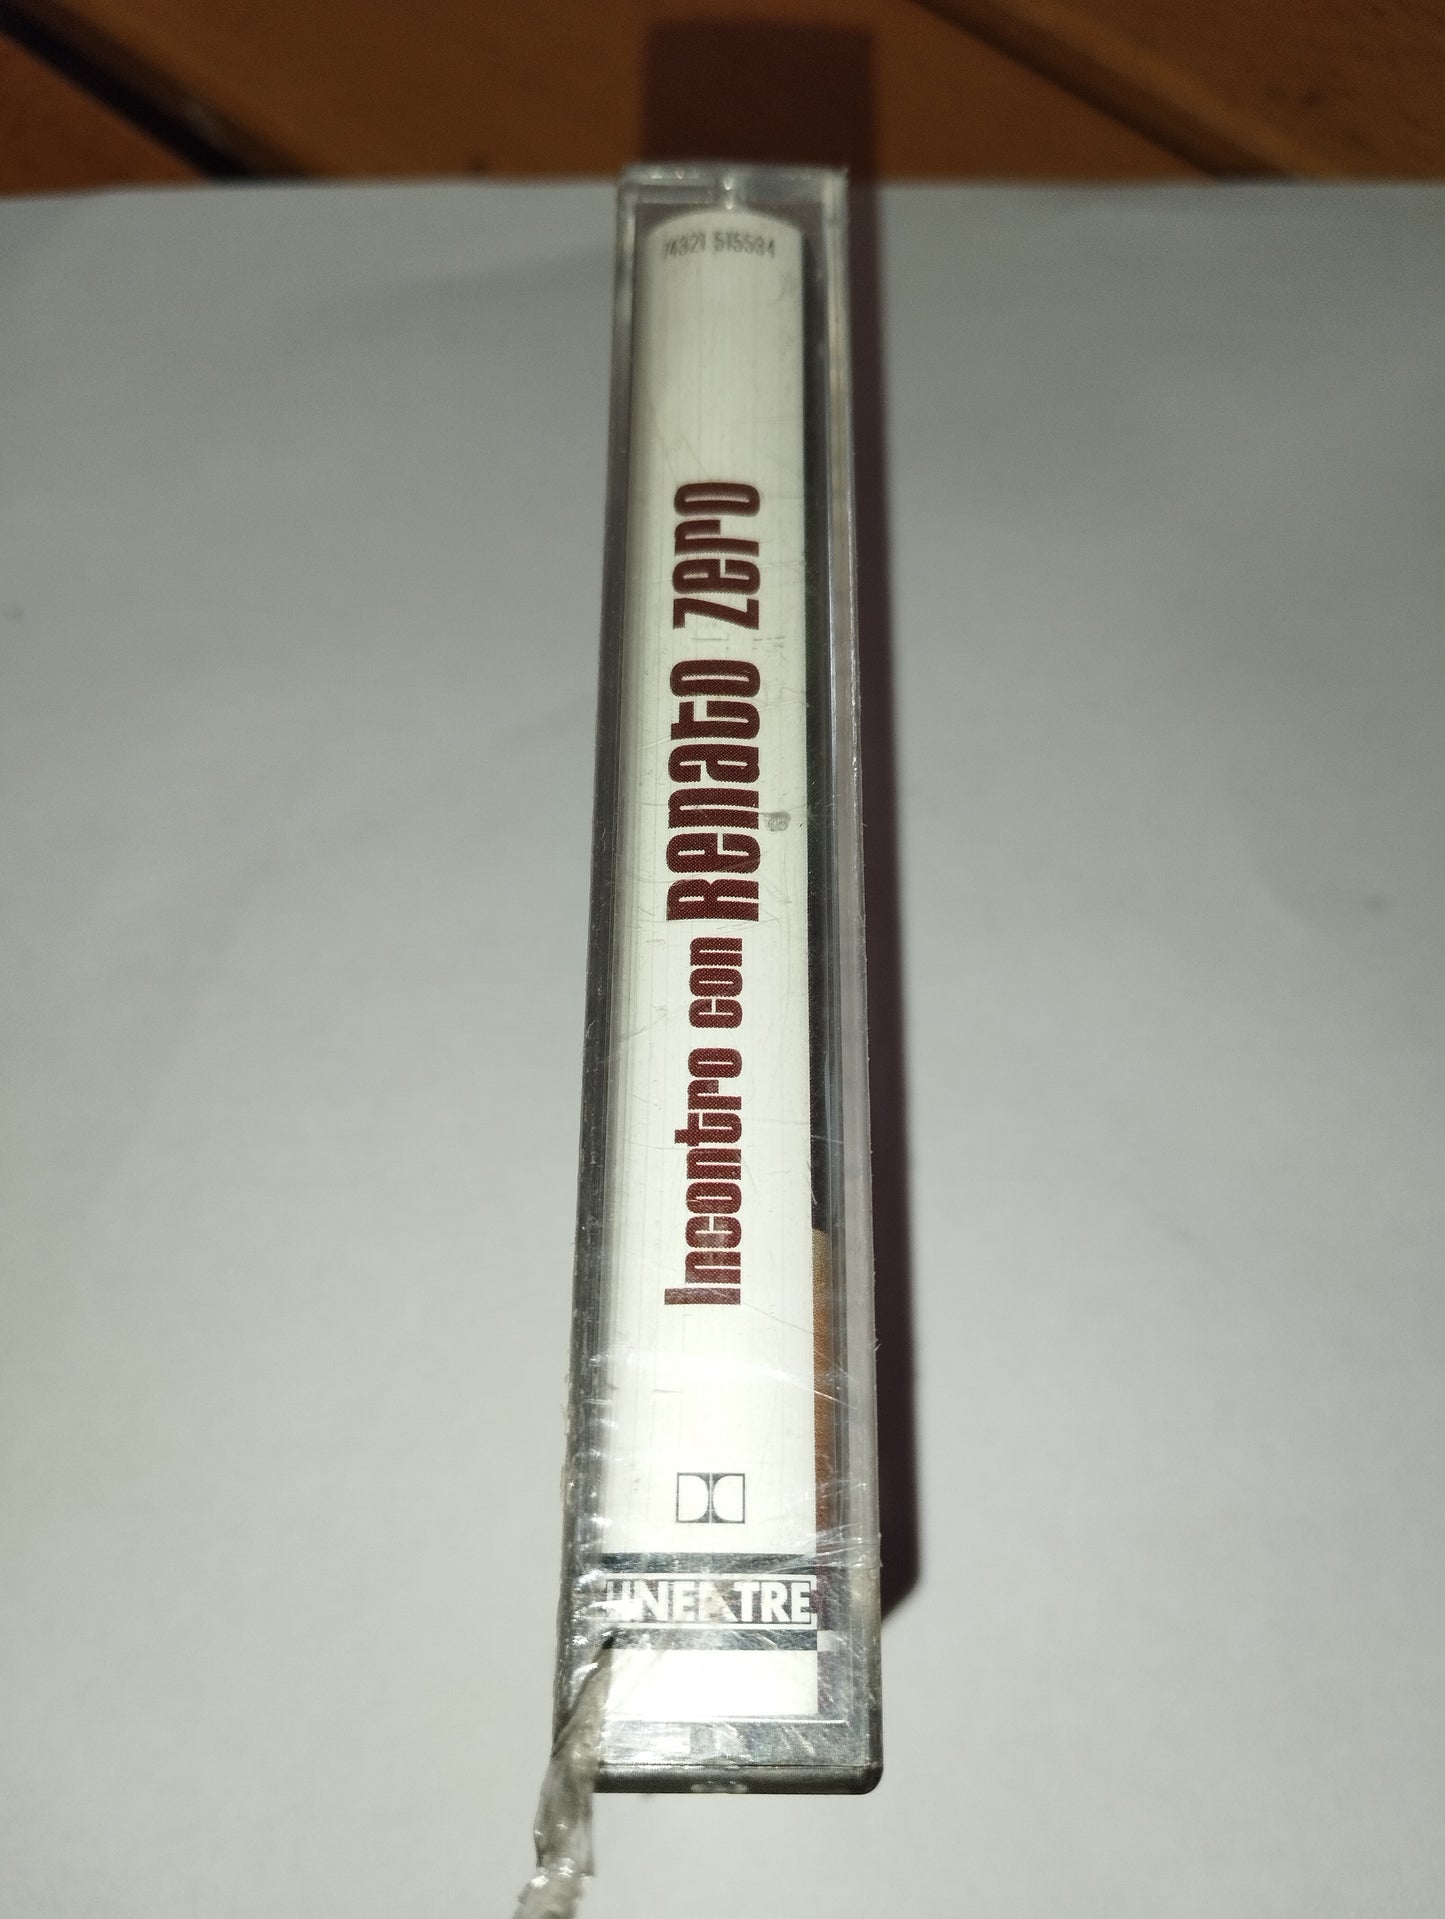 74321 515594
Incontro con Renato Zero
LINEATRE